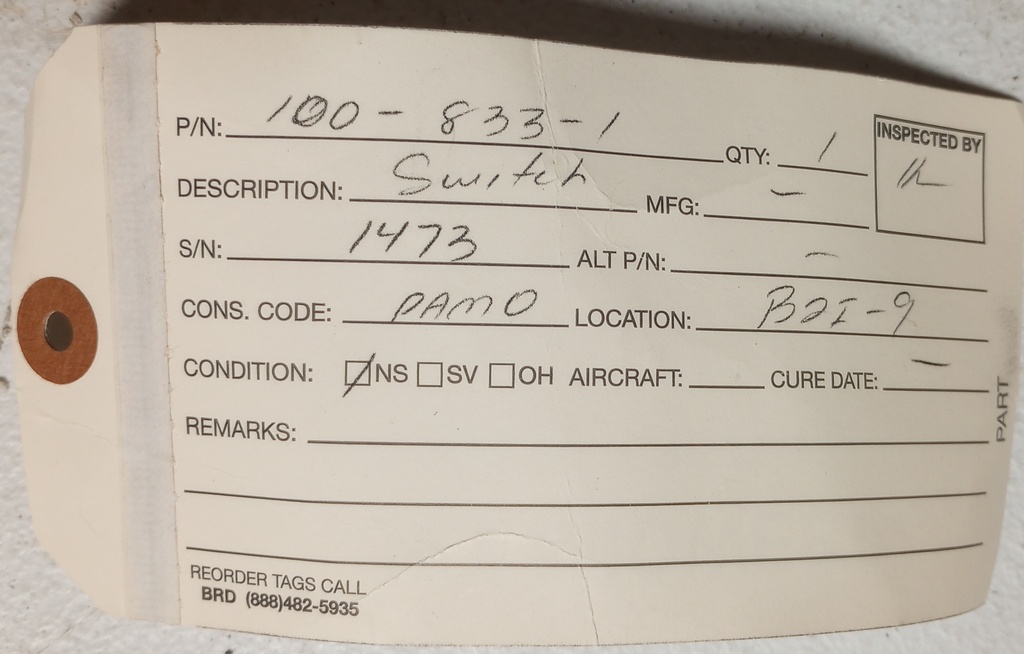 P/N: 100-833-1 QTY: 1 INSPECTED BY
DESCRIPTION: Switch MFG: -
S/N: 1473 ALT P/N: -
CONS. CODE: PAMO LOCATION: B2I-9
CONDITION: ☑NS ☐SV ☐OH AIRCRAFT: CURE DATE: -
REMARKS:
PART
REORDER TAGS CALL
BRD (888)482-5935